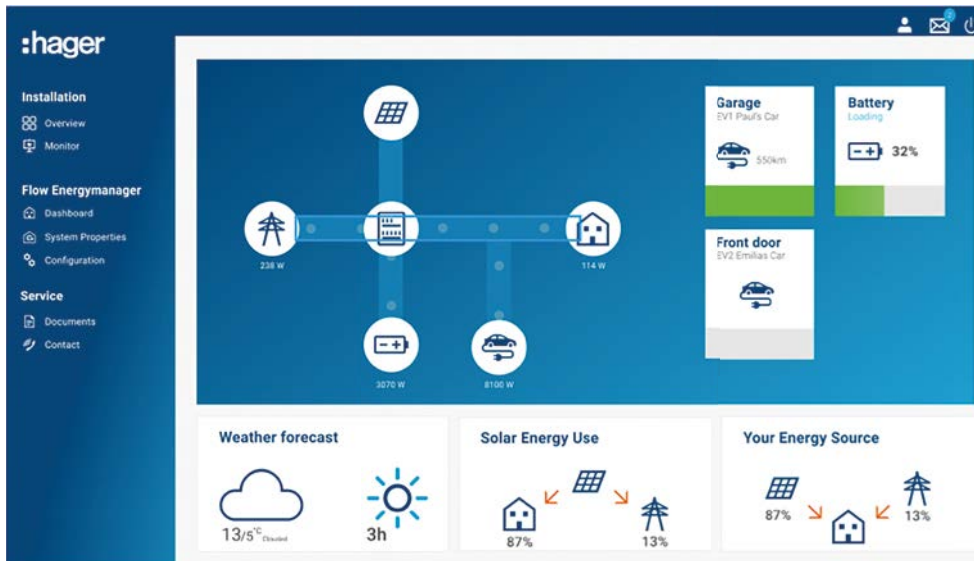 :hager
2
Installation
Overview
Monitor
Flow Energymanager
Dashboard
System Properties
Configuration
Service
Documents
Contact
238 W
114 W
3070 W
8100 W
Garage
EV1 Paul's Car
550km
Battery
Loading
32%
Front door
EV2 Emilias Car
Weather forecast
13/5°C Clouded
3h
Solar Energy Use
87%
13%
Your Energy Source
87%
13%